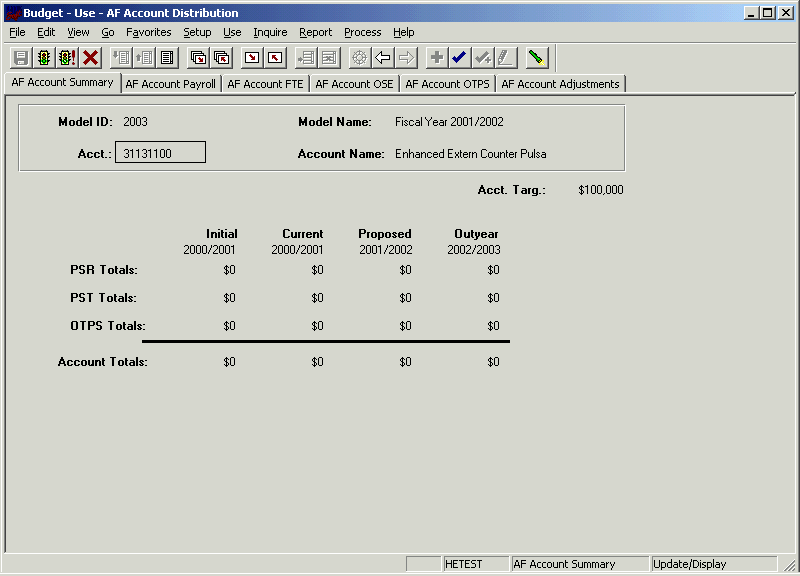 Budget - Use - AF Account Distribution
File Edit View Go Favorites Setup Use Inquire Report Process Help
AF Account Summary AF Account Payroll AF Account FTE AF Account OSE AF Account OTPS AF Account Adjustments
Model ID: 2003 Model Name: Fiscal Year 2001/2002
Acct.: 31131100 Account Name: Enhanced Extern Counter Pulsa
Acct. Targ.: $100,000
Initial Current Proposed Outyear
2000/2001 2000/2001 2001/2002 2002/2003
PSR Totals: $0 $0 $0 $0
PST Totals: $0 $0 $0 $0
OTPS Totals: $0 $0 $0 $0
Account Totals: $0 $0 $0 $0
HETEST AF Account Summary Update/Display